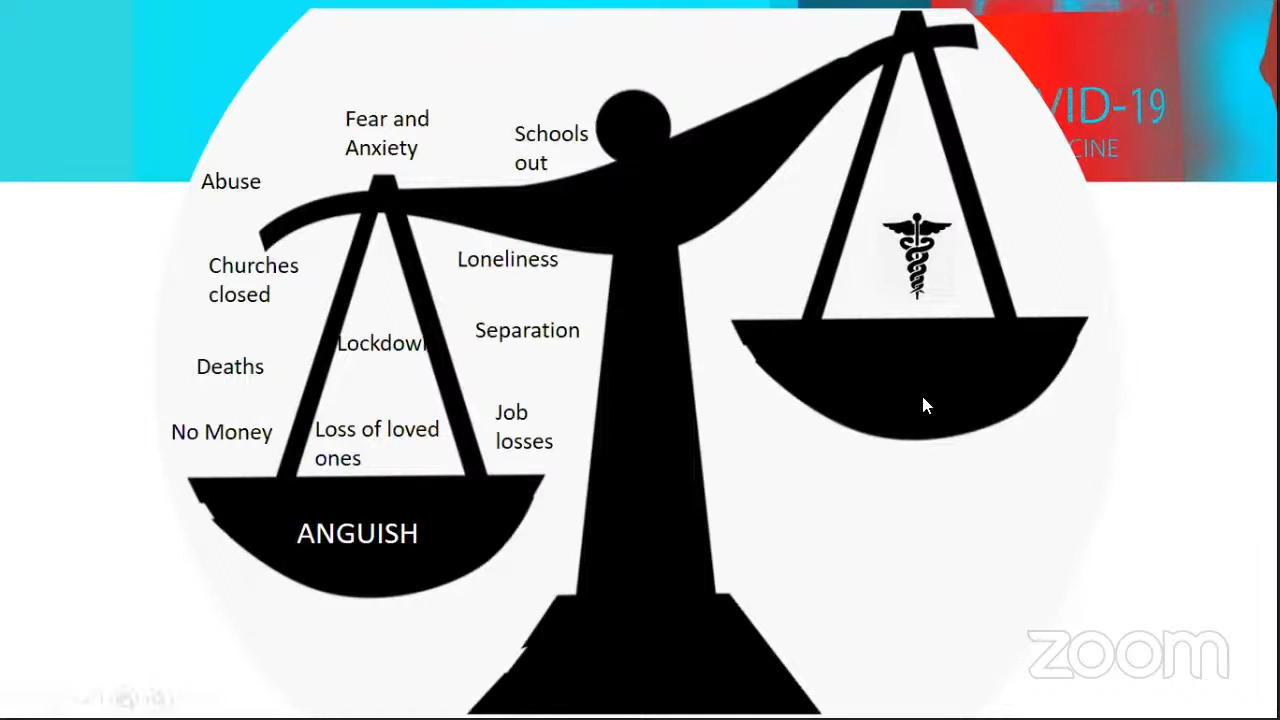 VID-19
CINE
Fear and
Anxiety
Schools
out
Abuse
Churches
closed
Loneliness
Lockdow
Separation
Deaths
No Money
Loss of loved
ones
Job
losses
ANGUISH
zoom